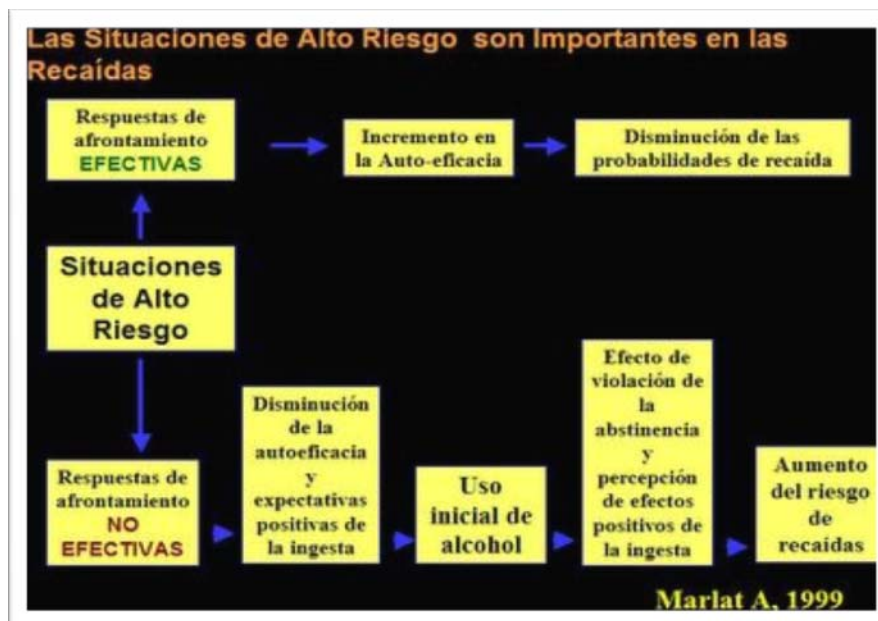 Las Situaciones de Alto Riesgo son Importantes en las
Recaídas
Respuestas de
afrontamiento
EFECTIVAS
Incremento en
la Auto-eficacia
Disminución de las
probabilidades de recaída
Situaciones
de Alto
Riesgo
Respuestas de
afrontamiento
NO
EFECTIVAS
Disminución
de la
autoeficacia
y
expectativas
positivas de
la ingesta
Uso
inicial de
alcohol
Efecto de
violación de
la
abstinencia
y
percepción
de efectos
positivos de
la ingesta
Aumento
del riesgo
de
recaídas
Marlat A, 1999